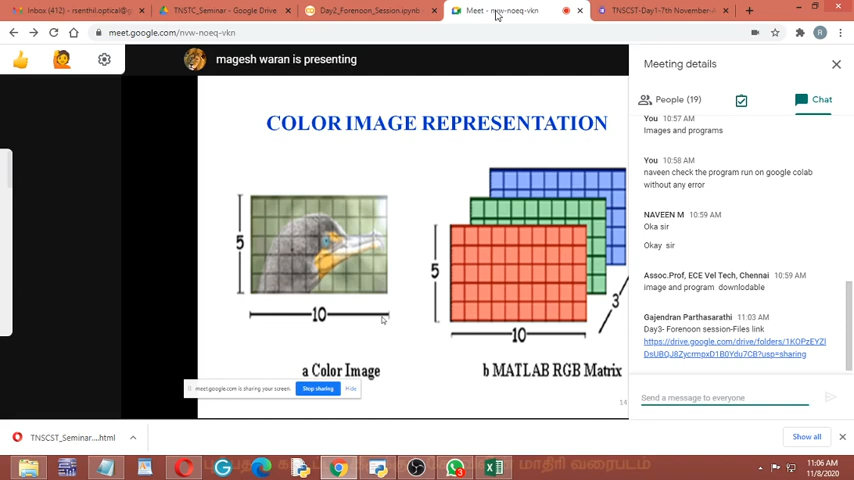 Inbox (412) - rsenthil.optical@g
TNSTC_Seminar - Google Drive
Day2_Forenoon_Session.ipynb -
Meet - nvw-noeq-vkn
TNSCST-Day1-7th November-A
meet.google.com/nvw-noeq-vkn
R
magesh waran is presenting
COLOR IMAGE REPRESENTATION
5
10
a Color Image
5
10
3
b MATLAB RGB Matrix
14
meet.google.com is sharing your screen.
Stop sharing
Hide
Meeting details
People (19)
Chat
You 10:57 AM
Images and programs
You 10:58 AM
naveen check the program run on google colab
without any error
NAVEEN M 10:59 AM
Oka sir
Okay sir
Assoc.Prof, ECE Vel Tech, Chennai 10:59 AM
image and program downlodable
Gajendran Parthasarathi 11:03 AM
Day3- Forenoon session-Files link
https://drive.google.com/drive/folders/1KOPzEYZI
DsUBQJ8ZycrmpxD1B0Ydu7CB?usp=sharing
Send a message to everyone
TNSCST_Seminar....html
Show all
3
மாதிரி வரைபடம்
11:06 AM
11/8/2020